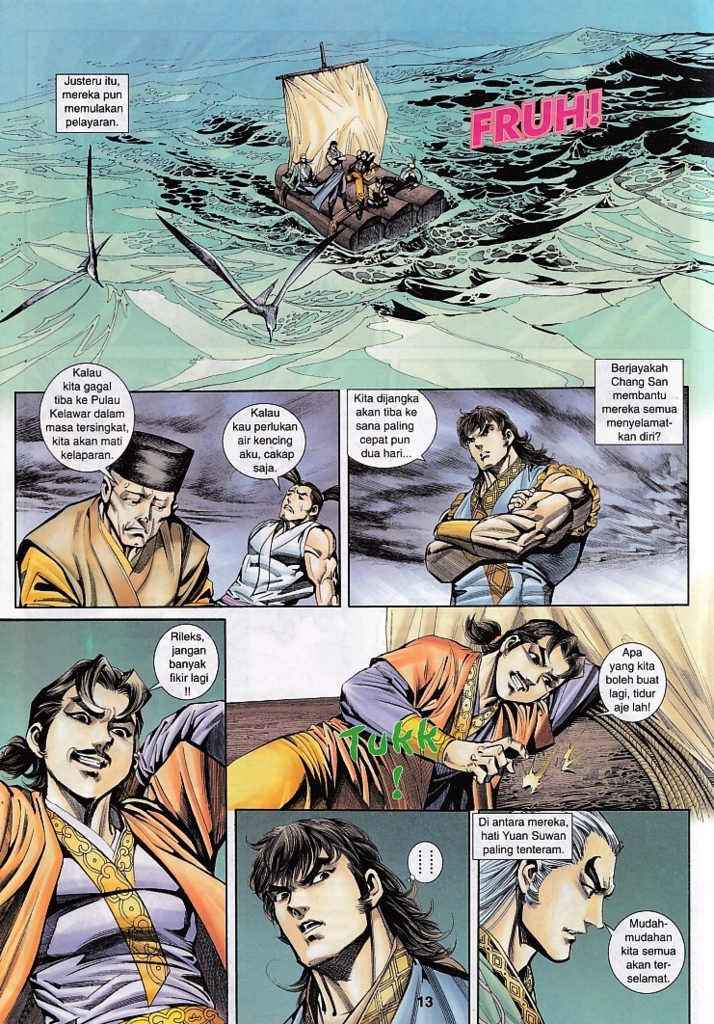 Justeru itu,
mereka pun
memulakan
pelayaran.
FRUH!
Kalau
kita gagal
tiba ke Pulau
Kelawar dalam
masa tersingkat,
kita akan mati
kelaparan.
Kalau
kau perlukan
air kencing
aku, cakap
saja.
Kita dijangka
akan tiba ke
sana paling
cepat pun
dua hari...
Berjayakah
Chang San
membantu
mereka semua
menyelamat-
kan diri?
Rileks,
jangan
banyak
fikir lagi
!!
Apa
yang kita
boleh buat
lagi, tidur
aje lah!
Tukk
!
......
Di antara mereka,
hati Yuan Suwan
paling tenteram.
Mudah-
mudahan
kita semua
akan ter-
selamat.
13